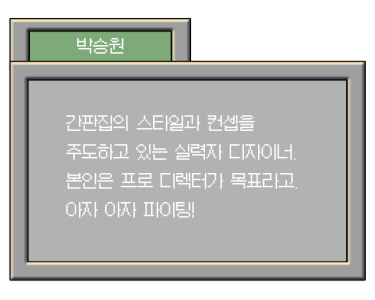 박승원
간판집의 스타일과 컨셉을
주도하고 있는 실력자 디자이너.
본인은 프로 디렉터가 목표라고.
아자 아자 파이팅!